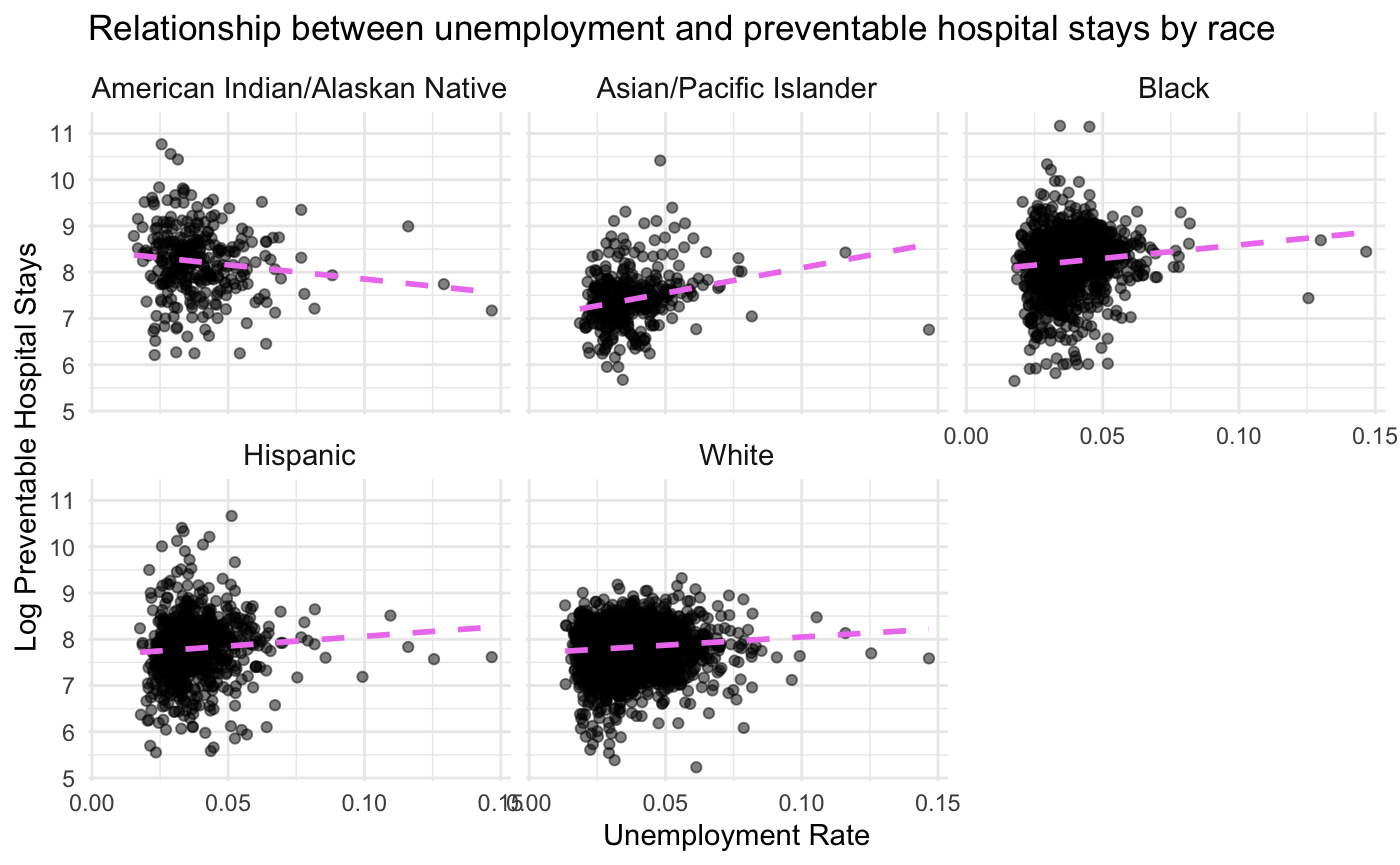 Relationship between unemployment and preventable hospital stays by race
American Indian/Alaskan Native
Asian/Pacific Islander
Black
11
10
9
8
7
6
5
0.00 0.05 0.10 0.15
Hispanic
White
11
10
9
8
7
6
5
0.00 0.05 0.10 0.15
0.00 0.05 0.10 0.15
Log Preventable Hospital Stays
Unemployment Rate